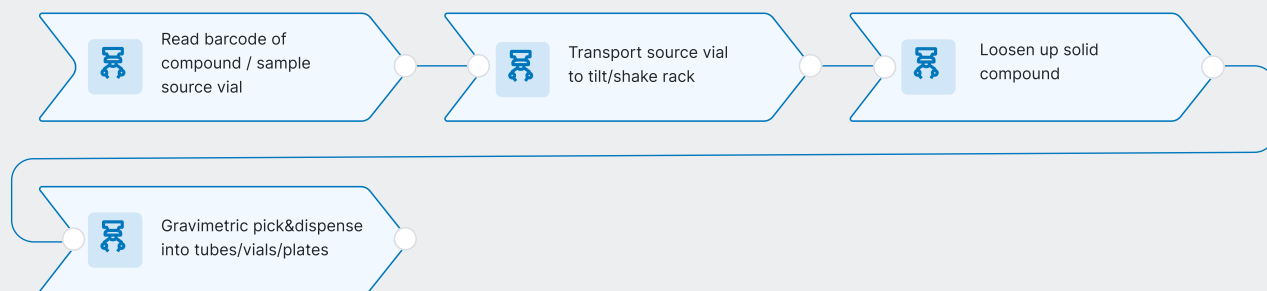 Read barcode of
compound / sample
source vial
Transport source vial
to tilt/shake rack
Loosen up solid
compound
Gravimetric pick&dispense
into tubes/vials/plates